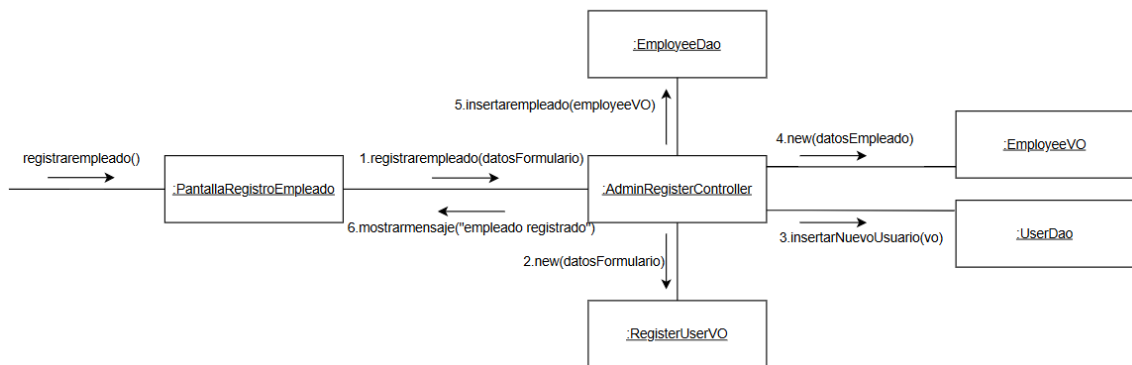 :EmployeeDao
5.insertarempleado(employeeVO)
4.new(datosEmpleado)
:EmployeeVO
registrarempleado()
1.registrarempleado(datosFormulario)
:PantallaRegistroEmpleado
:AdminRegisterController
6.mostrarmensaje("empleado registrado")
3.insertarNuevoUsuario(vo)
:UserDao
2.new(datosFormulario)
:RegisterUserVO